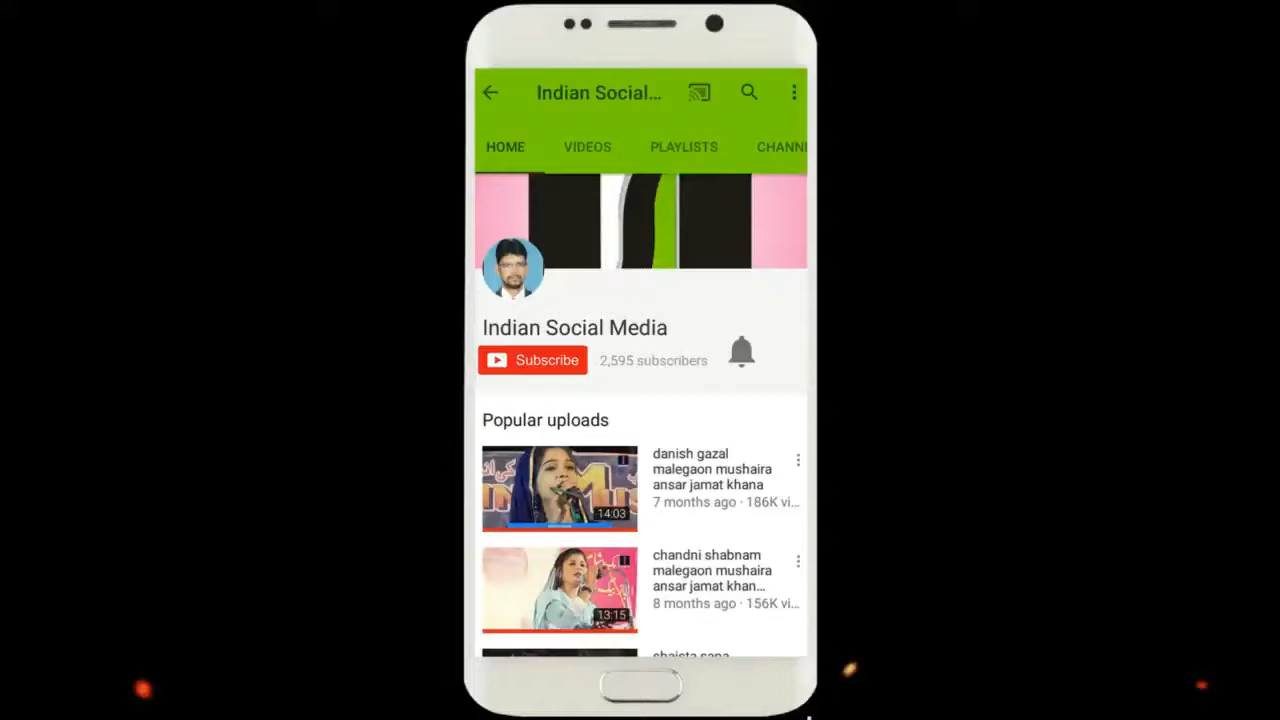 Indian Social...
HOME VIDEOS PLAYLISTS CHANNI
Indian Social Media
Subscribe 2,595 subscribers
Popular uploads
danish gazal
malegaon mushaira
ansar jamat khana
7 months ago · 186K vi...
14:03
chandni shabnam
malegaon mushaira
ansar jamat khan...
8 months ago · 156K vi...
13:15
shaista sana